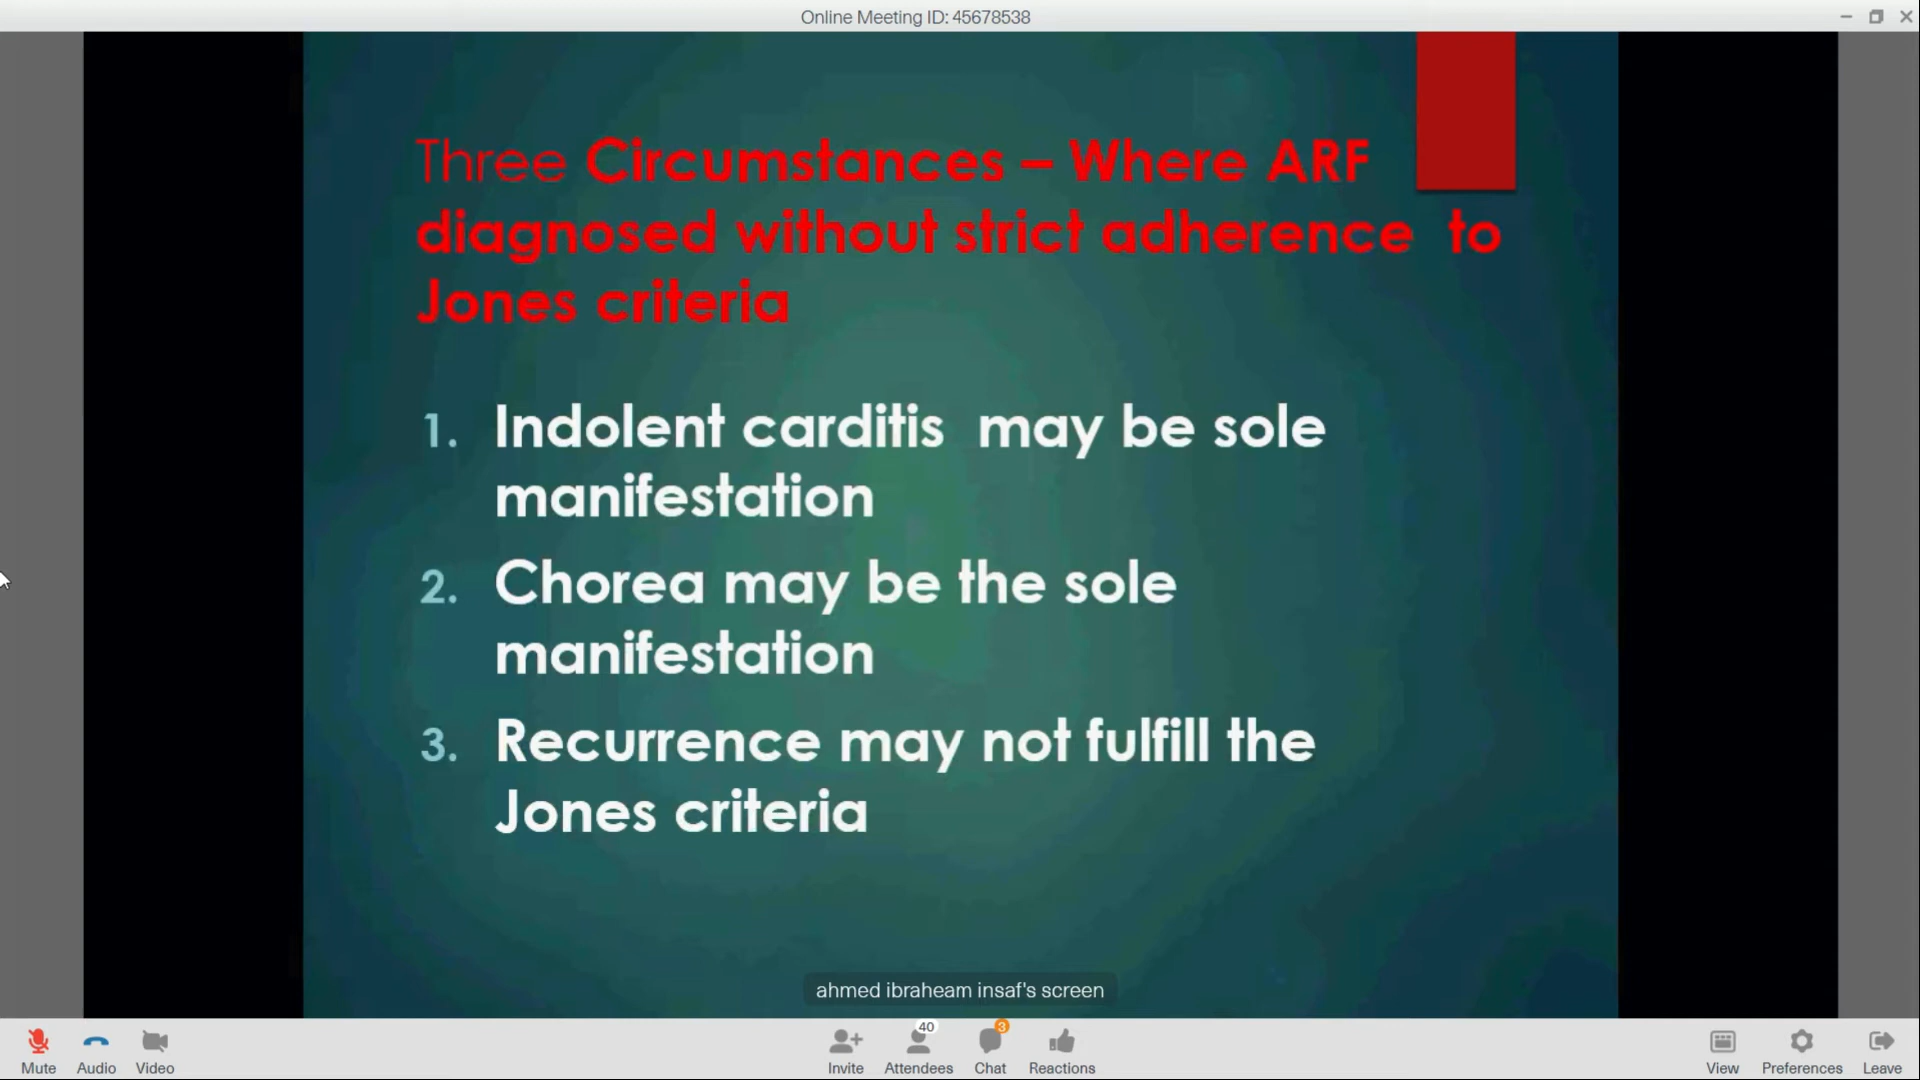 Online Meeting ID: 45678538
Three Circumstances – Where ARF
diagnosed without strict adherence to
Jones criteria
1. Indolent carditis may be sole
manifestation
2. Chorea may be the sole
manifestation
3. Recurrence may not fulfill the
Jones criteria
ahmed ibraheam insaf's screen
40
3
Mute Audio Video Invite Attendees Chat Reactions View Preferences Leave